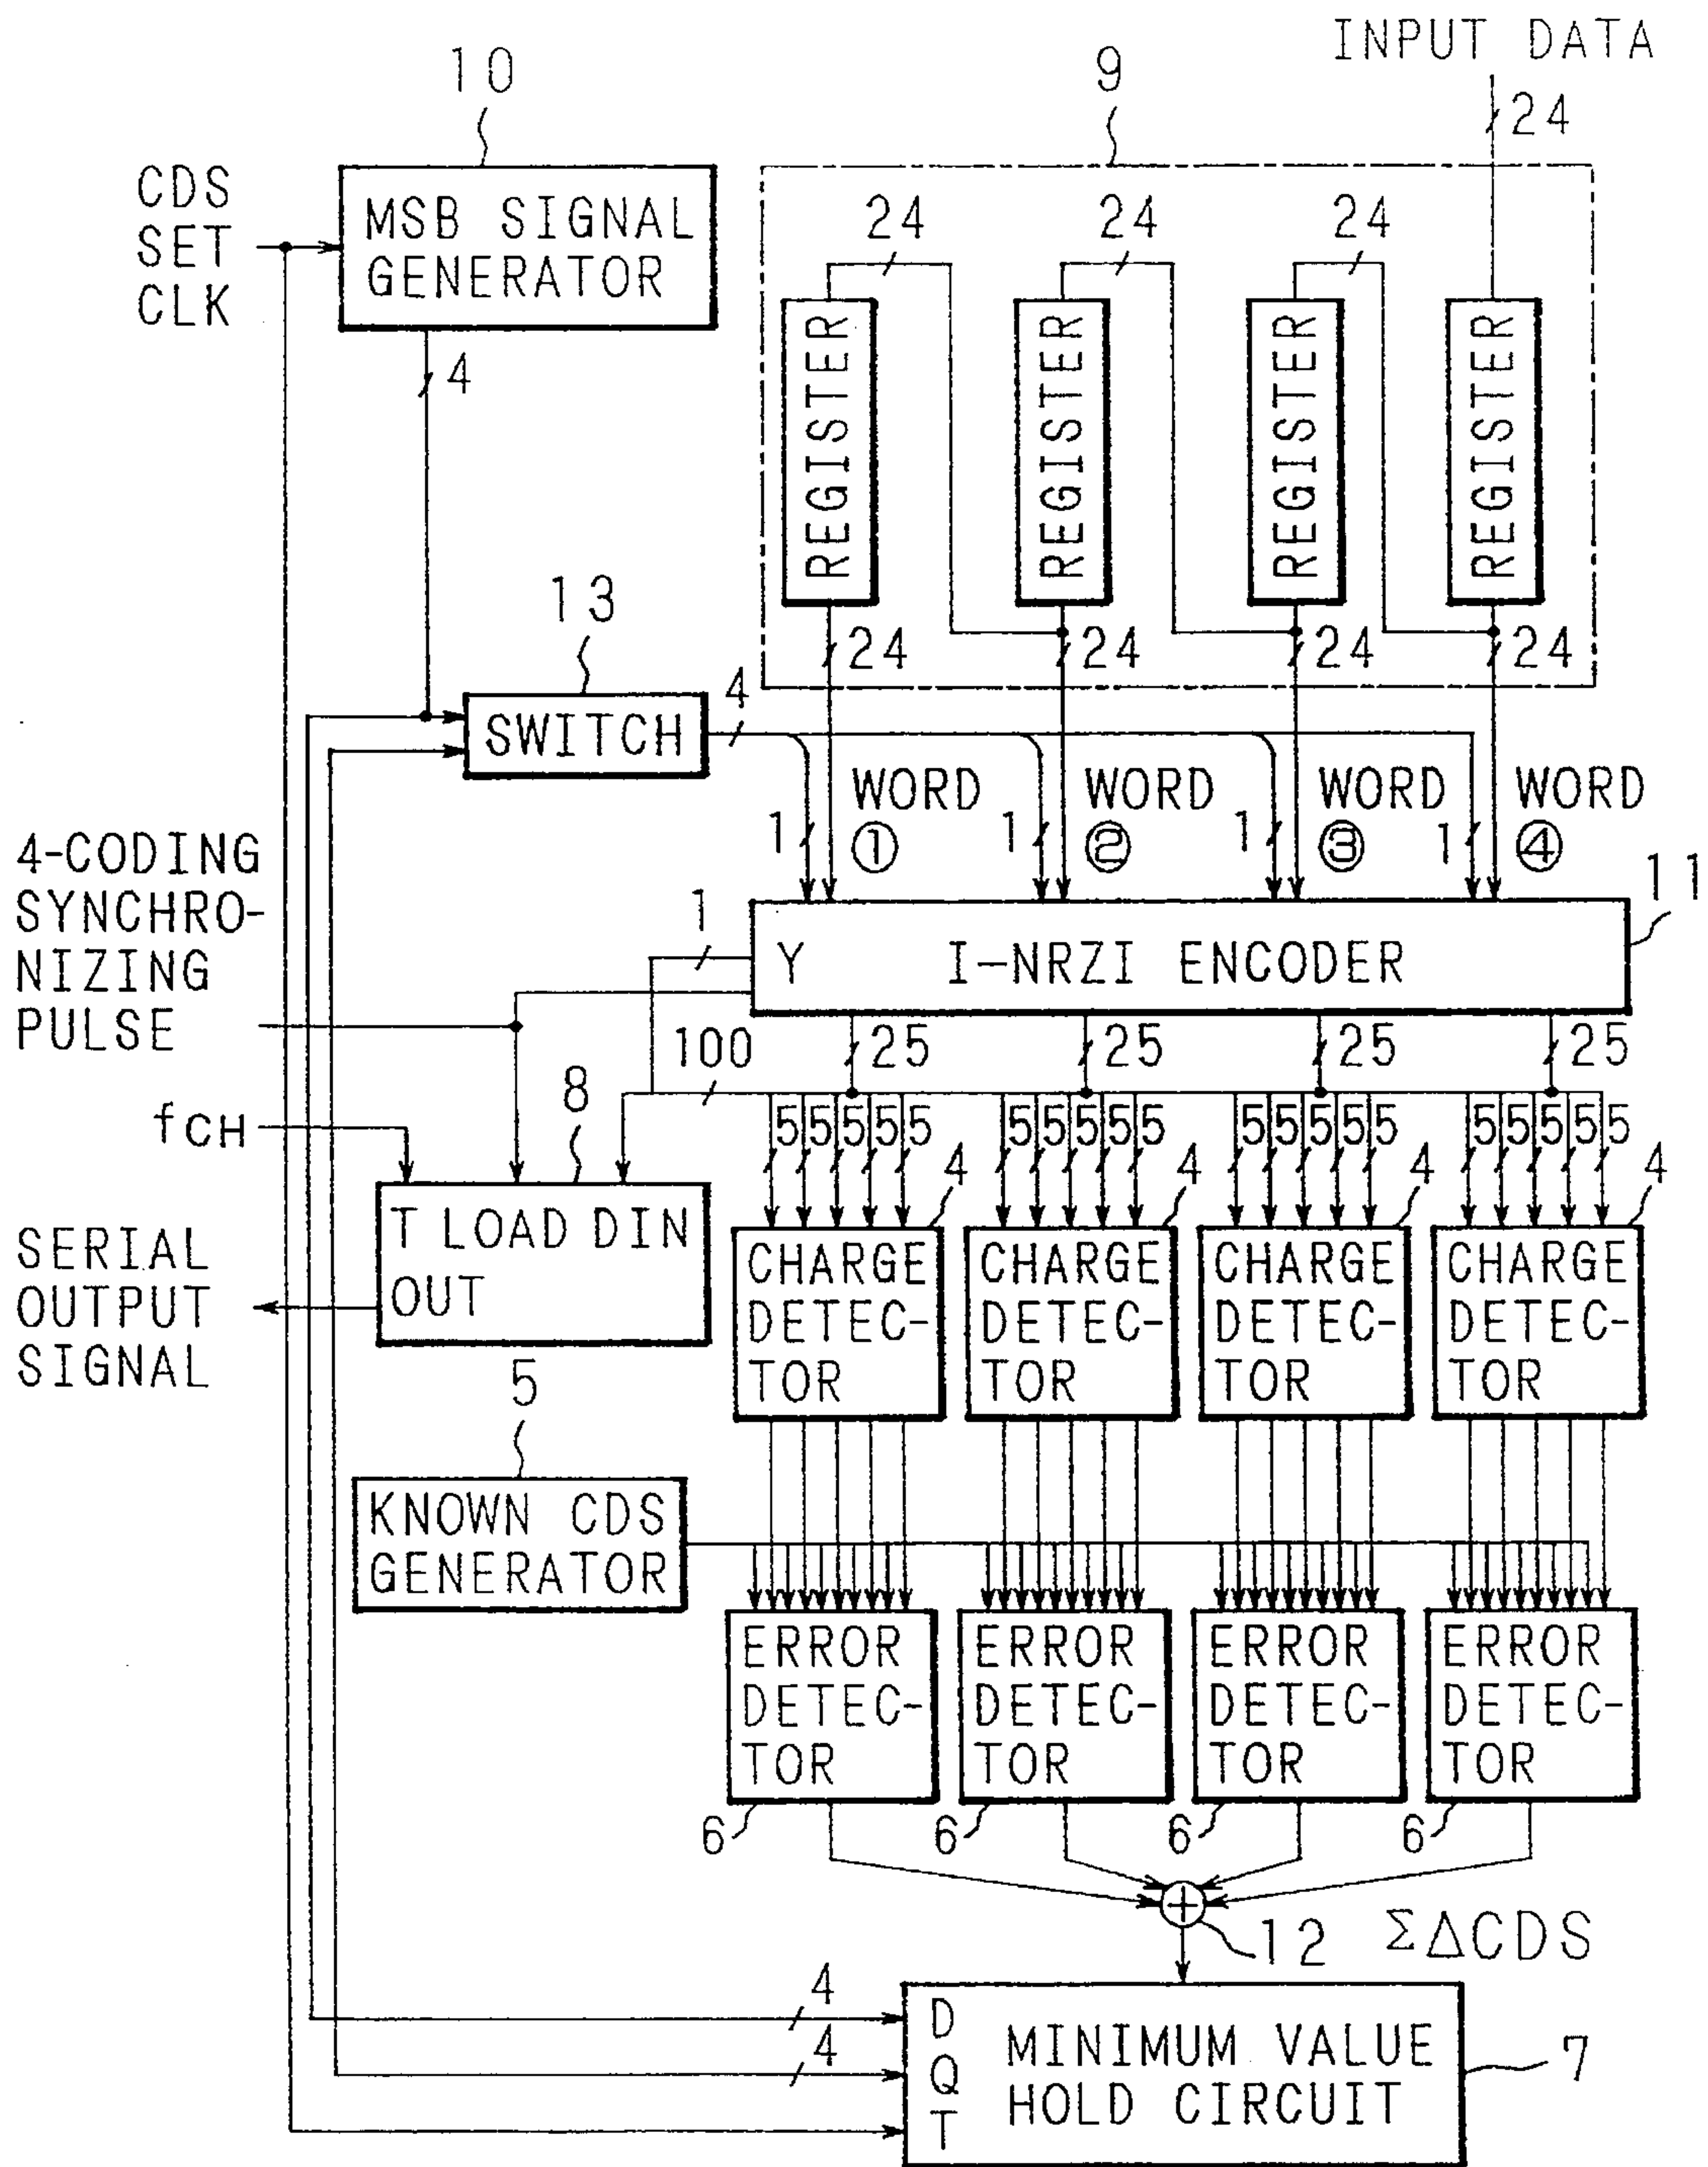 INPUT DATA
10
9
24
CDS
SET
CLK
MSB SIGNAL
GENERATOR
24
24
24
REGISTER
REGISTER
REGISTER
REGISTER
4
13
24
24
24
24
4
SWITCH
WORD
①
WORD
②
WORD
③
WORD
④
1
1
1
1
4-CODING
SYNCHRO-
NIZING
PULSE
11
1
Y
I-NRZI ENCODER
100
25
25
25
25
fCH
8
5 5 5 5 5
5 5 5 5 5
5 5 5 5 5
5 5 5 5 5
4
4
4
4
T LOAD DIN
OUT
SERIAL
OUTPUT
SIGNAL
CHARGE
DETEC-
TOR
CHARGE
DETEC-
TOR
CHARGE
DETEC-
TOR
CHARGE
DETEC-
TOR
5
KNOWN CDS
GENERATOR
ERROR
DETEC-
TOR
ERROR
DETEC-
TOR
ERROR
DETEC-
TOR
ERROR
DETEC-
TOR
6
6
6
6
12
ΣΔCDS
4
4
D
Q
T
MINIMUM VALUE
HOLD CIRCUIT
7